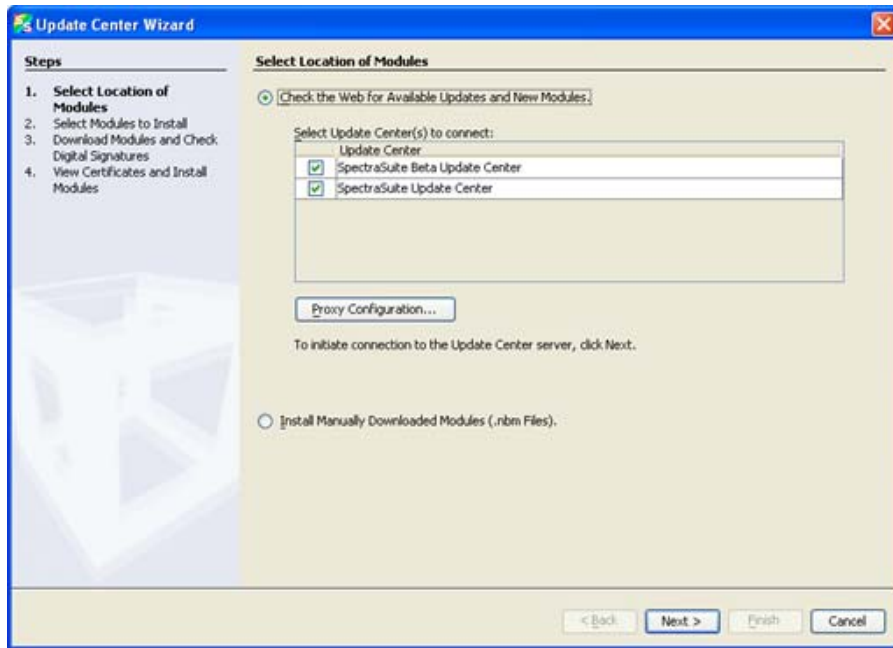 Update Center Wizard
Steps
1. Select Location of
Modules
2. Select Modules to Install
3. Download Modules and Check
Digital Signatures
4. View Certificates and Install
Modules
Select Location of Modules
Check the Web for Available Updates and New Modules.
Select Update Center(s) to connect:
Update Center
SpectraSuite Beta Update Center
SpectraSuite Update Center
Proxy Configuration...
To initiate connection to the Update Center server, click Next.
Install Manually Downloaded Modules (.nbm Files).
< Back
Next >
Finish
Cancel